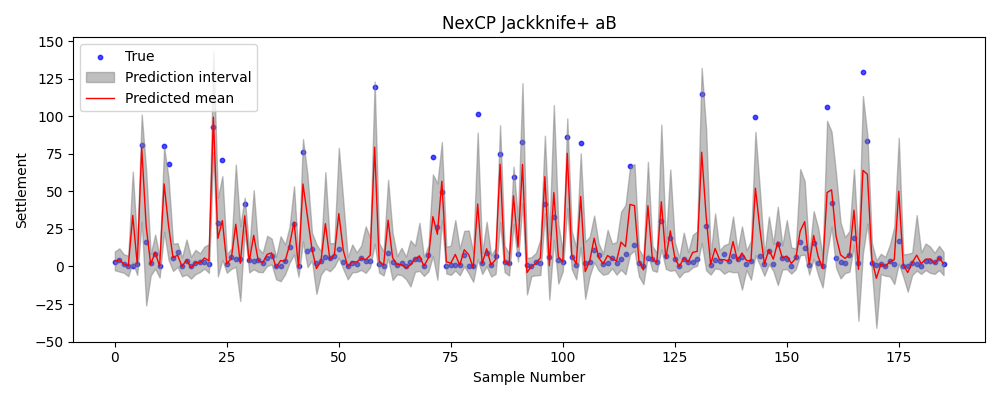 NexCP Jackknife+ aB
150
125
100
75
50
25
0
−25
−50
Settlement
True
Prediction interval
Predicted mean
0 25 50 75 100 125 150 175
Sample Number